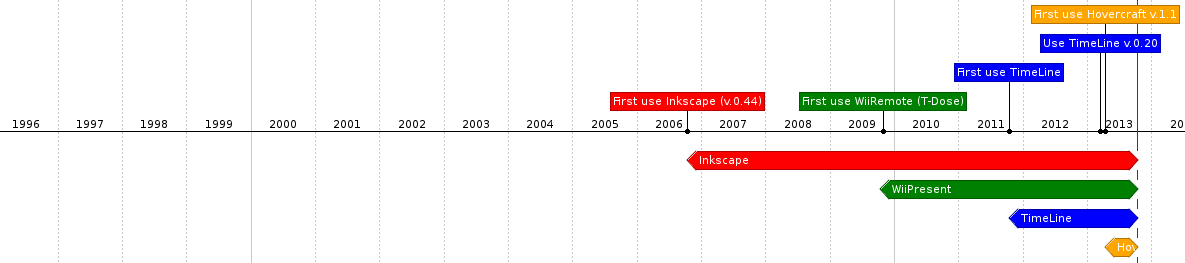 First use Hovercraft v.1.1
Use TimeLine v.0.20
First use TimeLine
First use Inkscape (v.0.44) First use WiiRemote (T-Dose)
1996 1997 1998 1999 2000 2001 2002 2003 2004 2005 2006 2007 2008 2009 2010 2011 2012 2013 20
Inkscape
WiiPresent
TimeLine
Ho